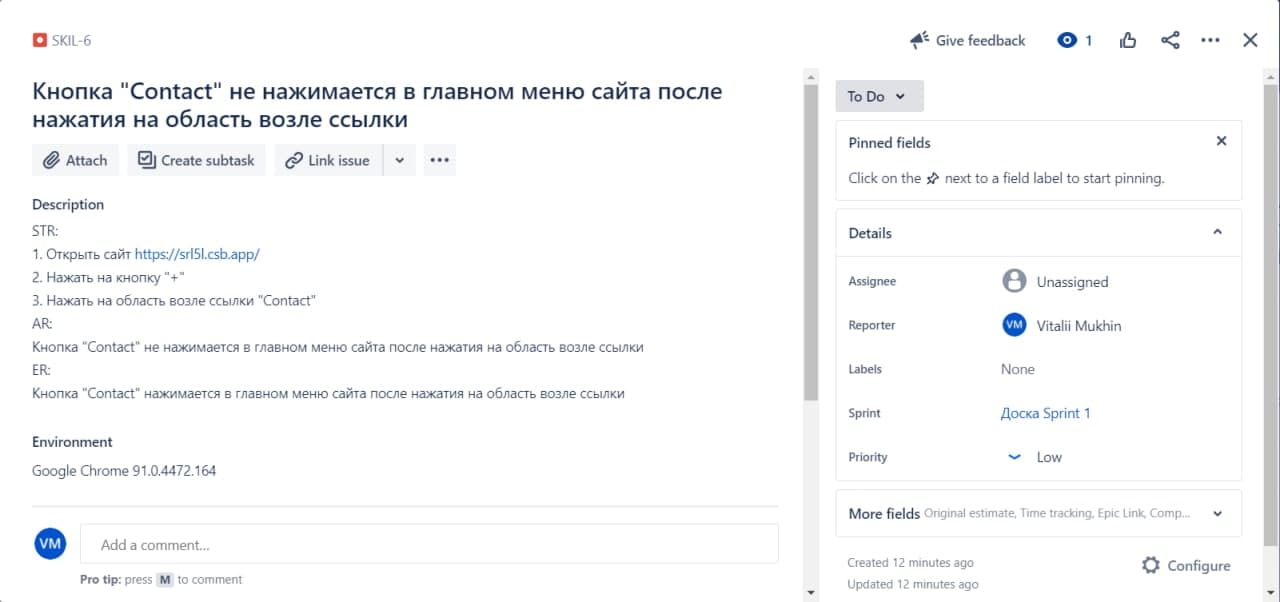 SKIL-6
Give feedback
1
Кнопка "Contact" не нажимается в главном меню сайта после
нажатия на область возле ссылки
Attach
Create subtask
Link issue
Description
STR:
1. Открыть сайт https://srl5l.csb.app/
2. Нажать на кнопку "+"
3. Нажать на область возле ссылки "Contact"
AR:
Кнопка "Contact" не нажимается в главном меню сайта после нажатия на область возле ссылки
ER:
Кнопка "Contact" нажимается в главном меню сайта после нажатия на область возле ссылки
Environment
Google Chrome 91.0.4472.164
VM
Add a comment...
Pro tip: press M to comment
To Do
Pinned fields
Click on the next to a field label to start pinning.
Details
Assignee
Unassigned
Reporter
VM Vitalii Mukhin
Labels
None
Sprint
Доска Sprint 1
Priority
Low
More fields Original estimate, Time tracking, Epic Link, Comp...
Created 12 minutes ago
Updated 12 minutes ago
Configure